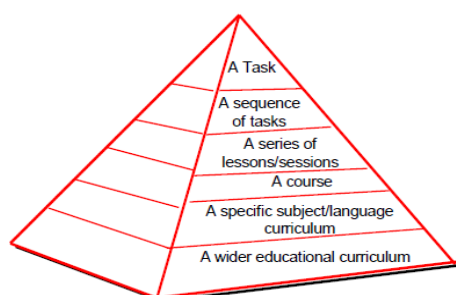 A Task
A sequence
of tasks
A series of
lessons/sessions
A course
A specific subject/language
curriculum
A wider educational curriculum